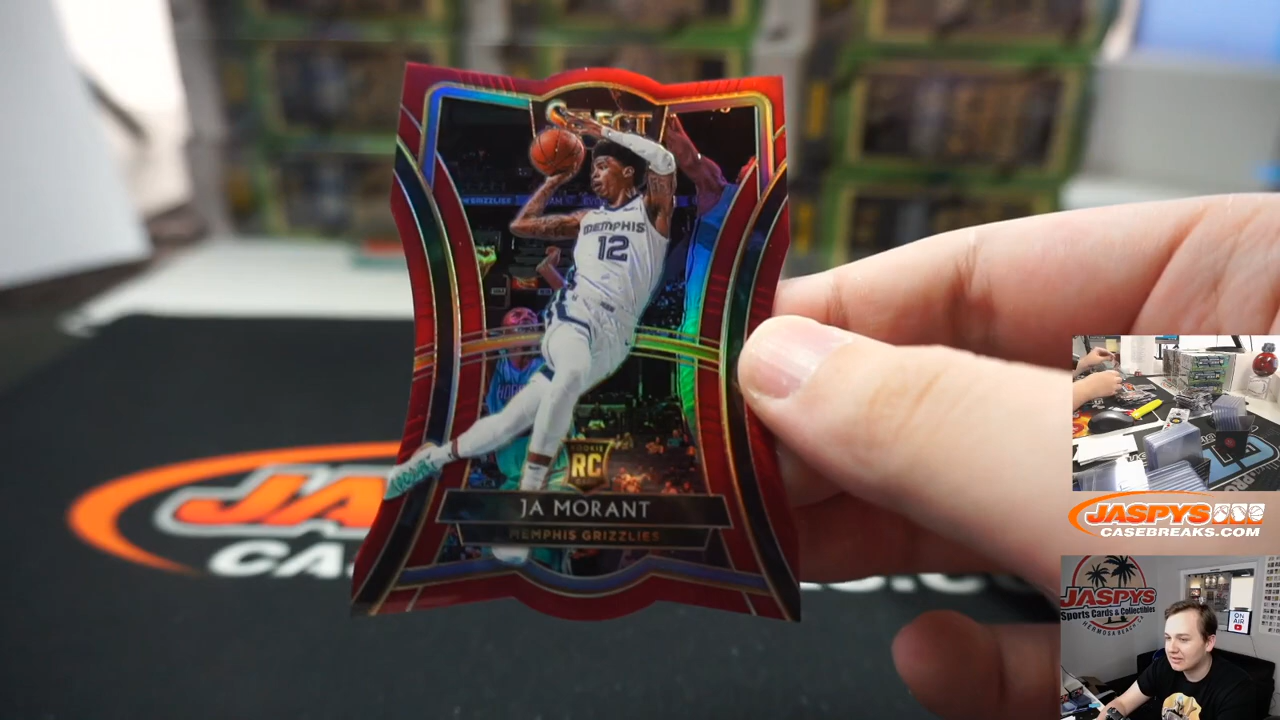 SELECT
MEMPHIS
12
ROOKIE
RC
JA MORANT
MEMPHIS GRIZZLIES
JASPYS
CASEBREAKS.COM
JASPYS
Sports Cards & Collectibles
HERMOSA BEACH CA
ON
AIR